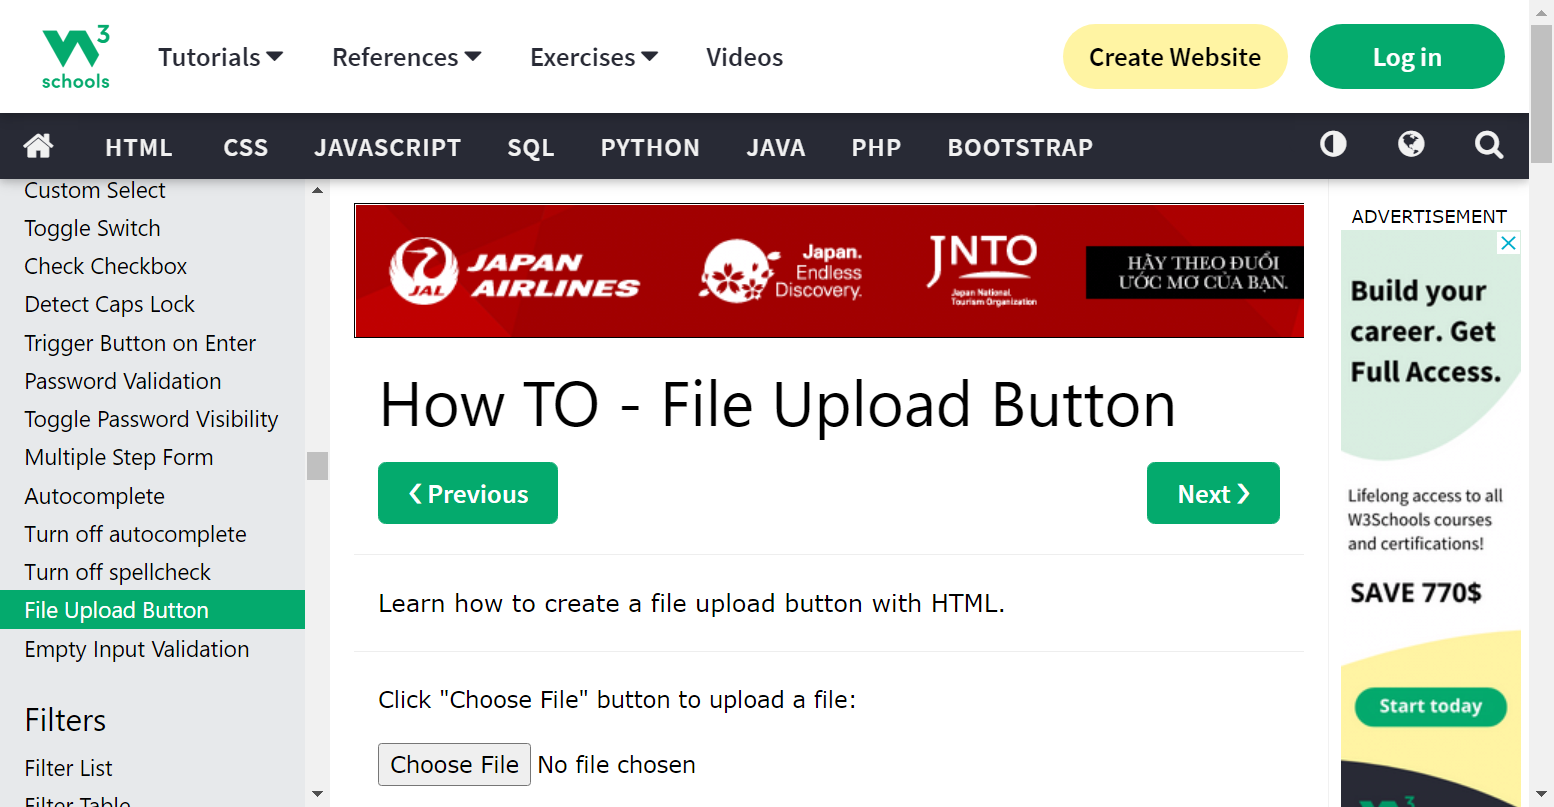 3
schools
Tutorials
References
Exercises
Videos
Create Website
Log in
HTML
CSS
JAVASCRIPT
SQL
PYTHON
JAVA
PHP
BOOTSTRAP
Custom Select
Toggle Switch
Check Checkbox
Detect Caps Lock
Trigger Button on Enter
Password Validation
Toggle Password Visibility
Multiple Step Form
Autocomplete
Turn off autocomplete
Turn off spellcheck
File Upload Button
Empty Input Validation
Filters
Filter List
Filter Table
JAL
JAPAN
AIRLINES
Japan.
Endless
Discovery.
JNTO
Japan National
Tourism Organization
HÃY THEO ĐUỔI
ƯỚC MƠ CỦA BẠN.
How TO - File Upload Button
❮ Previous
Next ❯
Learn how to create a file upload button with HTML.
Click "Choose File" button to upload a file:
Choose File No file chosen
ADVERTISEMENT
Build your
career. Get
Full Access.
Lifelong access to all
W3Schools courses
and certifications!
SAVE 770$
Start today
3